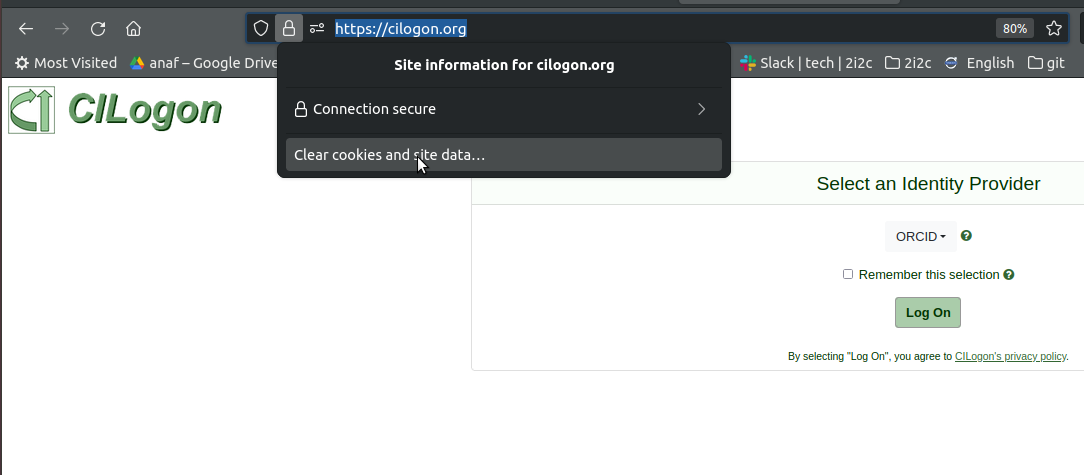 https://cilogon.org
80%
Most Visited
anaf – Google Drive
Slack | tech | 2i2c
2i2c
English
git
Site information for cilogon.org
Connection secure
Clear cookies and site data…
CILogon
Select an Identity Provider
ORCID
Remember this selection
Log On
By selecting "Log On", you agree to CILogon's privacy policy.